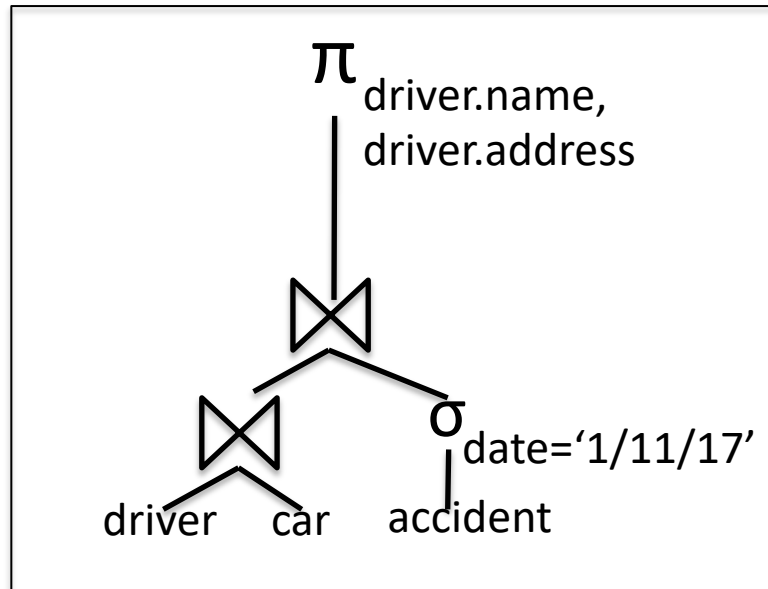 π driver.name,
driver.address
σ date=‘1/11/17’
driver car accident